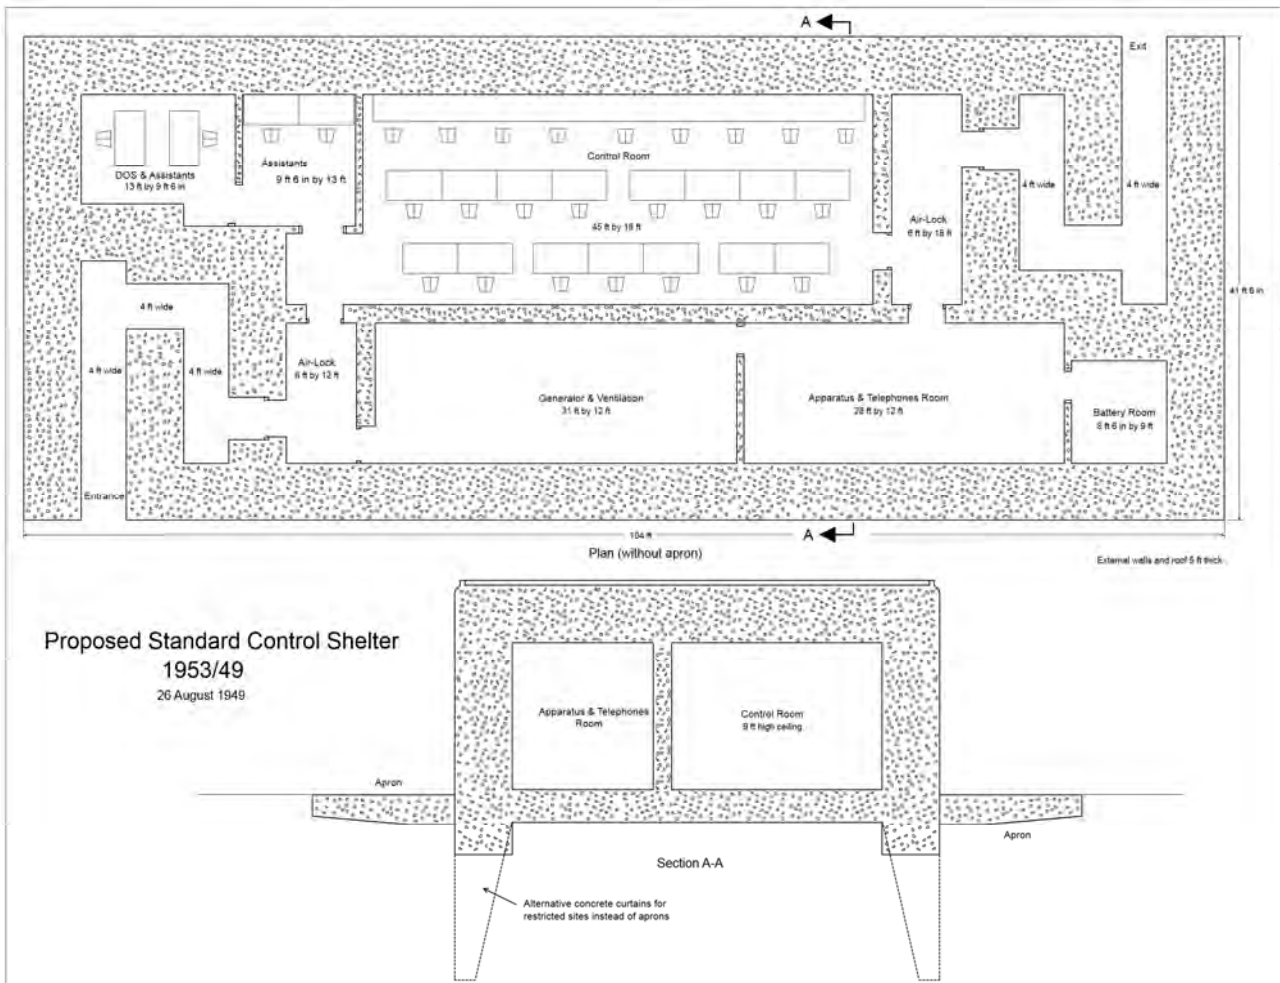 A
Exit
DOS & Assistants
13 ft by 9 ft 6 in
Assistants
9 ft 6 in by 13 ft
Control Room
45 ft by 18 ft
Air-Lock
6 ft by 18 ft
4 ft wide
4 ft wide
41 ft 6 in
4 ft wide
4 ft wide
4 ft wide
Air-Lock
6 ft by 12 ft
Generator & Ventilation
31 ft by 12 ft
Apparatus & Telephones Room
28 ft by 12 ft
Battery Room
8 ft 6 in by 9 ft
Entrance
104 ft
A
Plan (without apron)
External walls and roof 5 ft thick
Proposed Standard Control Shelter
1953/49
26 August 1949
Apparatus & Telephones
Room
Control Room
9 ft high ceiling
Apron
Apron
Section A-A
Alternative concrete curtains for
restricted sites instead of aprons